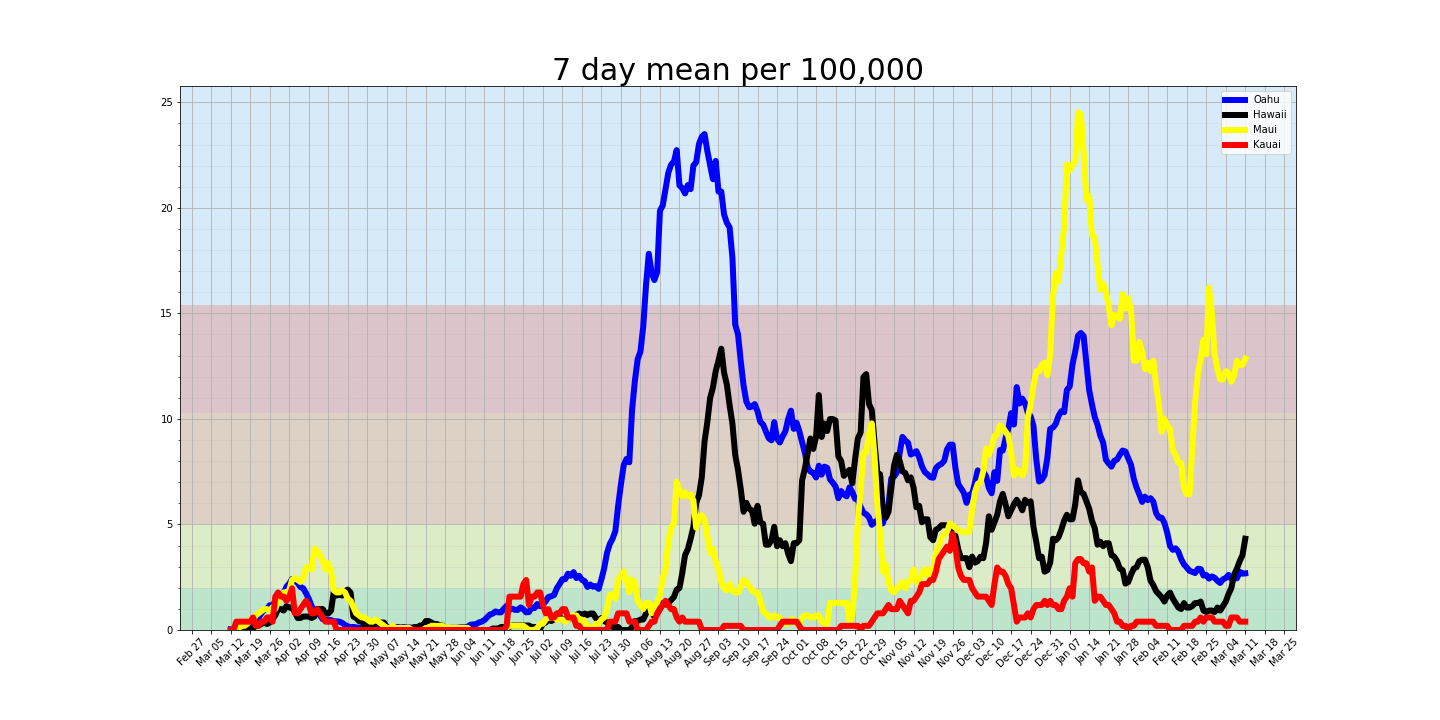 7 day mean per 100,000
25
20
15
10
5
0
Oahu
Hawaii
Maui
Kauai
Feb 27
Mar 05
Mar 12
Mar 19
Mar 26
Apr 02
Apr 09
Apr 16
Apr 23
Apr 30
May 07
May 14
May 21
May 28
Jun 04
Jun 11
Jun 18
Jun 25
Jul 02
Jul 09
Jul 16
Jul 23
Jul 30
Aug 06
Aug 13
Aug 20
Aug 27
Sep 03
Sep 10
Sep 17
Sep 24
Oct 01
Oct 08
Oct 15
Oct 22
Oct 29
Nov 05
Nov 12
Nov 19
Nov 26
Dec 03
Dec 10
Dec 17
Dec 24
Dec 31
Jan 07
Jan 14
Jan 21
Jan 28
Feb 04
Feb 11
Feb 18
Feb 25
Mar 04
Mar 11
Mar 18
Mar 25